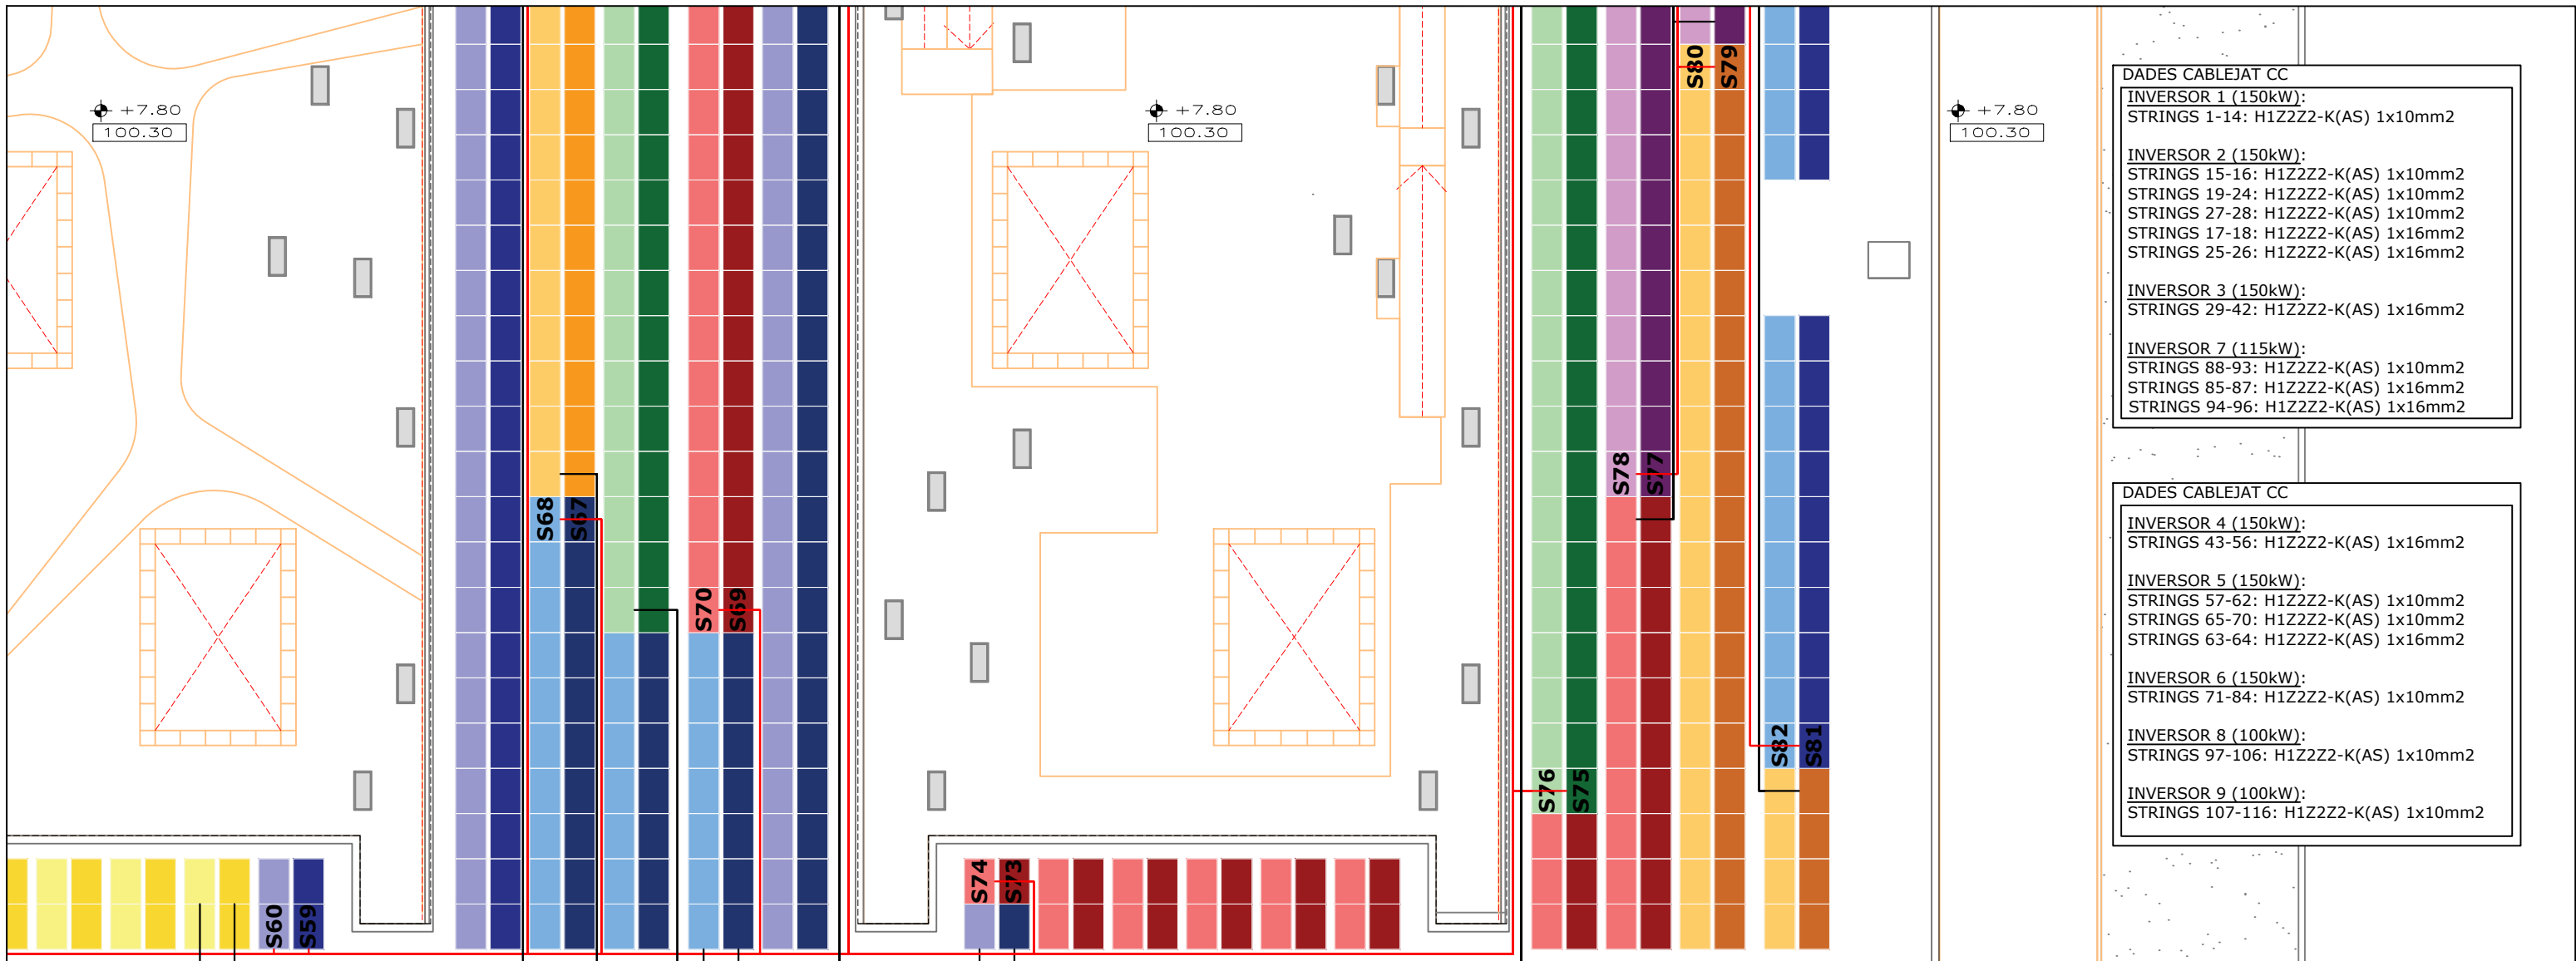 +7.80
100.30
+7.80
100.30
+7.80
100.30
S80
S79
S78
S77
S68
S67
S70
S69
S82
S81
S76
S75
S74
S73
S60
S59
DADES CABLEJAT CC
INVERSOR 1 (150kW):
STRINGS 1-14: H1Z2Z2-K(AS) 1x10mm2
INVERSOR 2 (150kW):
STRINGS 15-16: H1Z2Z2-K(AS) 1x10mm2
STRINGS 19-24: H1Z2Z2-K(AS) 1x10mm2
STRINGS 27-28: H1Z2Z2-K(AS) 1x10mm2
STRINGS 17-18: H1Z2Z2-K(AS) 1x16mm2
STRINGS 25-26: H1Z2Z2-K(AS) 1x16mm2
INVERSOR 3 (150kW):
STRINGS 29-42: H1Z2Z2-K(AS) 1x16mm2
INVERSOR 7 (115kW):
STRINGS 88-93: H1Z2Z2-K(AS) 1x10mm2
STRINGS 85-87: H1Z2Z2-K(AS) 1x16mm2
STRINGS 94-96: H1Z2Z2-K(AS) 1x16mm2
DADES CABLEJAT CC
INVERSOR 4 (150kW):
STRINGS 43-56: H1Z2Z2-K(AS) 1x16mm2
INVERSOR 5 (150kW):
STRINGS 57-62: H1Z2Z2-K(AS) 1x10mm2
STRINGS 65-70: H1Z2Z2-K(AS) 1x10mm2
STRINGS 63-64: H1Z2Z2-K(AS) 1x16mm2
INVERSOR 6 (150kW):
STRINGS 71-84: H1Z2Z2-K(AS) 1x10mm2
INVERSOR 8 (100kW):
STRINGS 97-106: H1Z2Z2-K(AS) 1x10mm2
INVERSOR 9 (100kW):
STRINGS 107-116: H1Z2Z2-K(AS) 1x10mm2